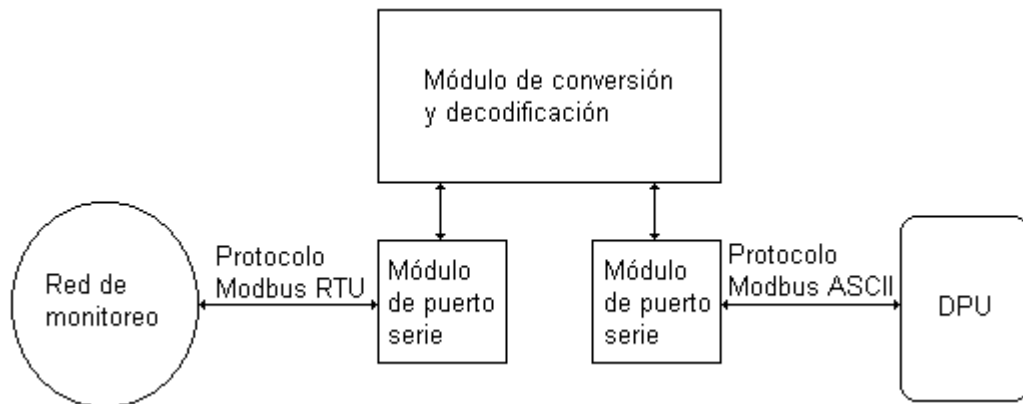 Módulo de conversión
y decodificación
Red de
monitoreo
Protocolo
Modbus RTU
Módulo
de puerto
serie
Módulo
de puerto
serie
Protocolo
Modbus ASCII
DPU